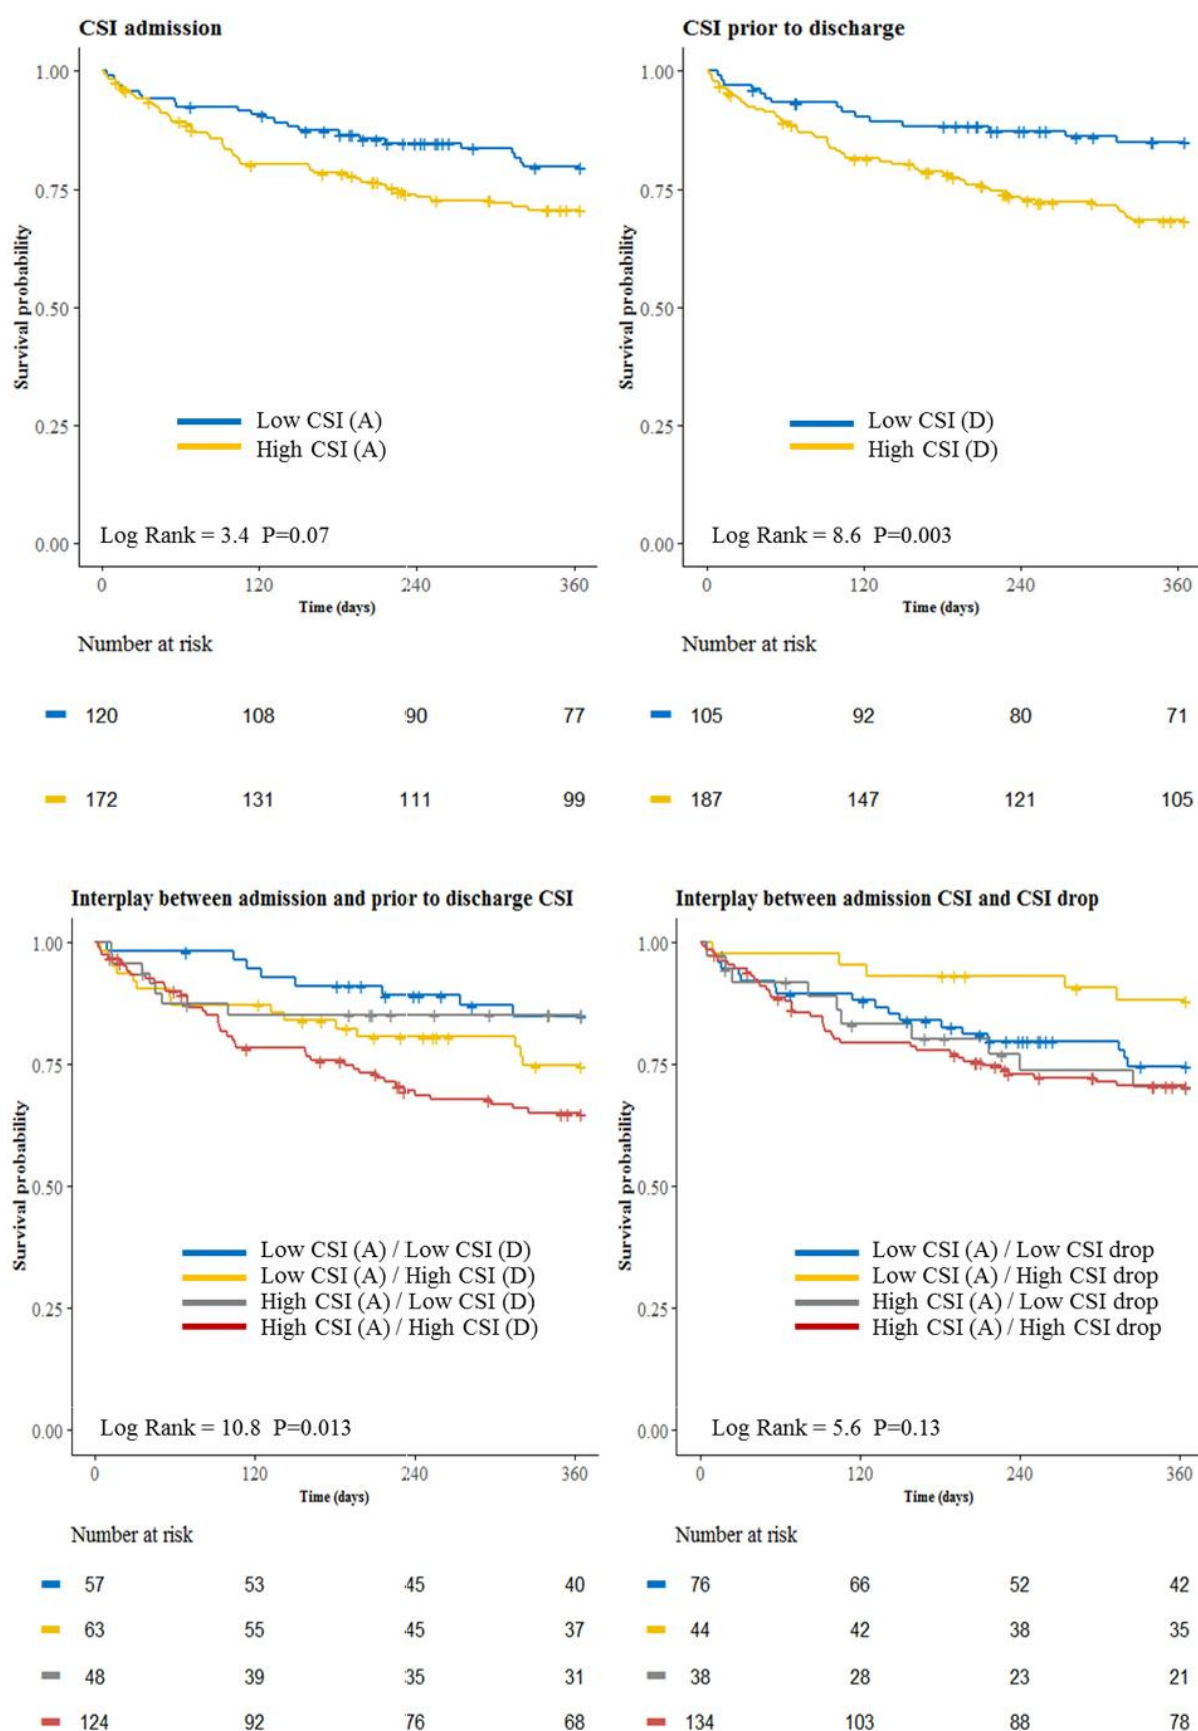 CSI admission
1.00
0.75
0.50
0.25
0.00
Survival probability
Low CSI (A)
High CSI (A)
Log Rank = 3.4 P=0.07
0 120 240 360
Time (days)
Number at risk
120 108 90 77
172 131 111 99
CSI prior to discharge
1.00
0.75
0.50
0.25
0.00
Survival probability
Low CSI (D)
High CSI (D)
Log Rank = 8.6 P=0.003
0 120 240 360
Time (days)
Number at risk
105 92 80 71
187 147 121 105
Interplay between admission and prior to discharge CSI
1.00
0.75
0.50
0.25
0.00
Survival probability
Low CSI (A) / Low CSI (D)
Low CSI (A) / High CSI (D)
High CSI (A) / Low CSI (D)
High CSI (A) / High CSI (D)
Log Rank = 10.8 P=0.013
0 120 240 360
Time (days)
Number at risk
57 53 45 40
63 55 45 37
48 39 35 31
124 92 76 68
Interplay between admission CSI and CSI drop
1.00
0.75
0.50
0.25
0.00
Survival probability
Low CSI (A) / Low CSI drop
Low CSI (A) / High CSI drop
High CSI (A) / Low CSI drop
High CSI (A) / High CSI drop
Log Rank = 5.6 P=0.13
0 120 240 360
Time (days)
Number at risk
76 66 52 42
44 42 38 35
38 28 23 21
134 103 88 78